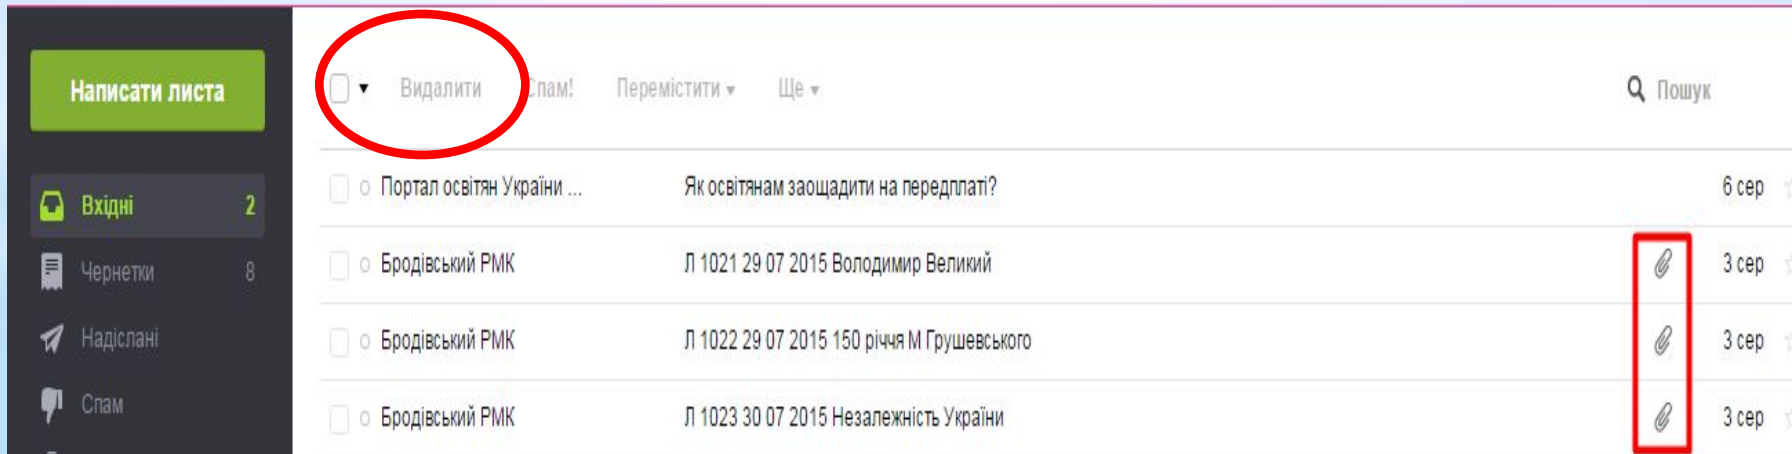 Написати листа
Видалити Спам! Перемістити Ще
Пошук
Вхідні 2
Чернетки 8
Надіслані
Спам
Портал освітян України ... Як освітянам заощадити на передплаті? 6 сер
Бродівський РМК Л 1021 29 07 2015 Володимир Великий 3 сер
Бродівський РМК Л 1022 29 07 2015 150 річчя М Грушевського 3 сер
Бродівський РМК Л 1023 30 07 2015 Незалежність України 3 сер